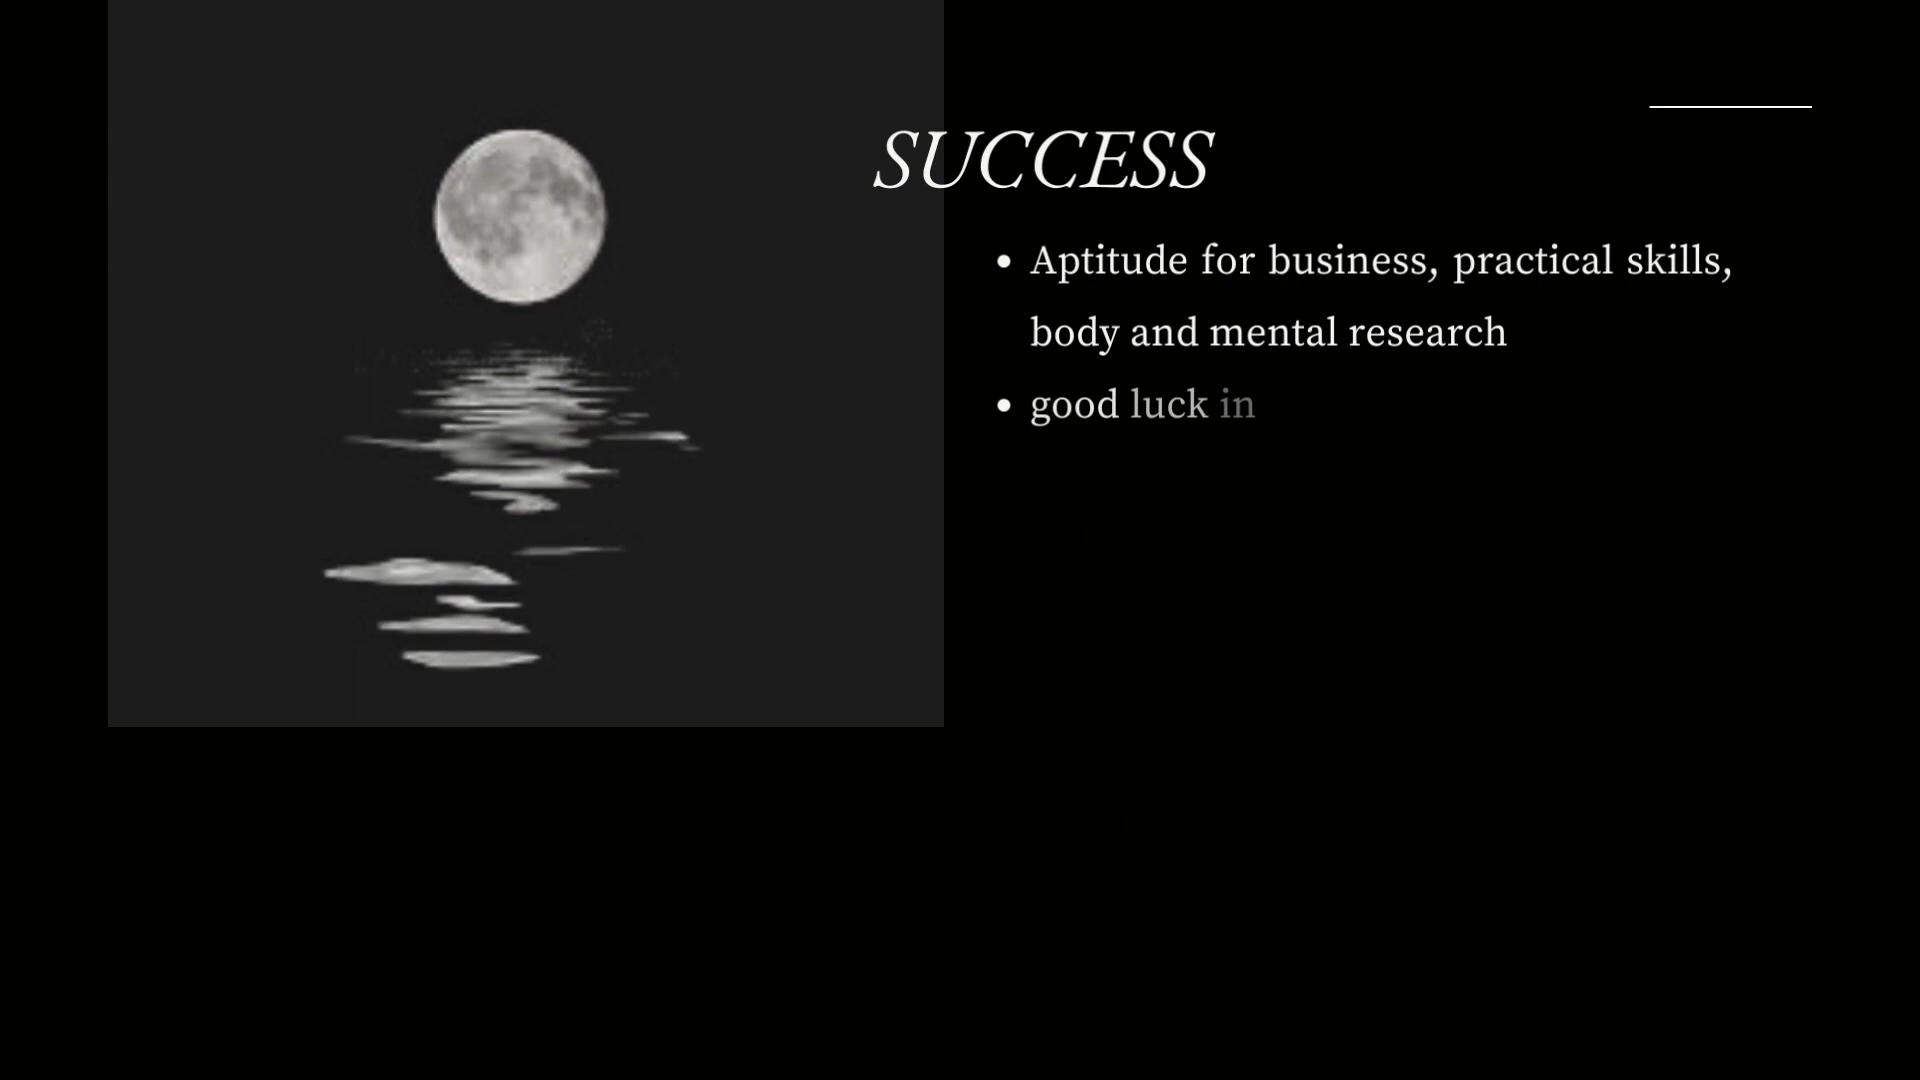 SUCCESS
• Aptitude for business, practical skills,
body and mental research
• good luck in